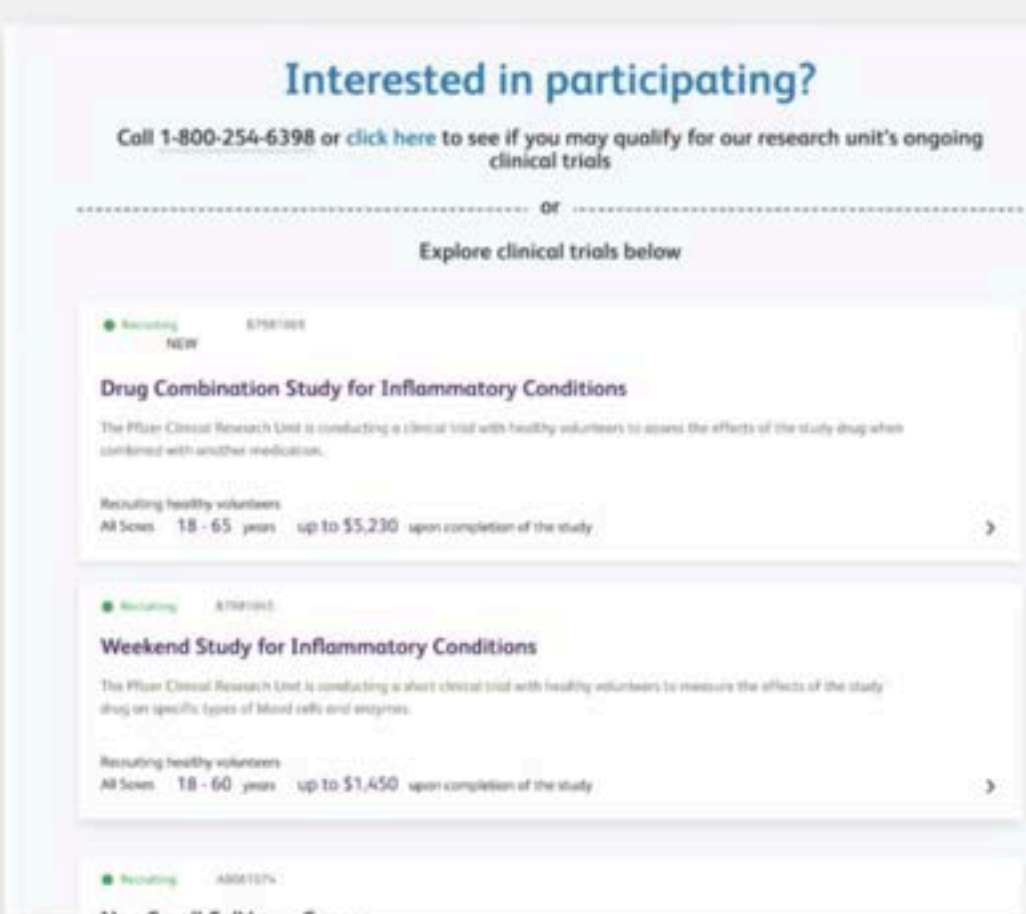 Interested in participating?
Call 1-800-254-6398 or click here to see if you may qualify for our research unit's ongoing
clinical trials
or
Explore clinical trials below
Recruiting
NEW
Drug Combination Study for Inflammatory Conditions
The Pfizer Clinical Research Unit is conducting a clinical trial with healthy volunteers to assess the effects of the study drug when
combined with another medication.
Recruiting healthy volunteers
All Sexes 18 - 65 years up to $5,230 upon completion of the study
Recruiting
Weekend Study for Inflammatory Conditions
The Pfizer Clinical Research Unit is conducting a short clinical trial with healthy volunteers to measure the effects of the study
drug on specific types of blood cells and enzymes.
Recruiting healthy volunteers
All Sexes 18 - 60 years up to $1,450 upon completion of the study
Recruiting